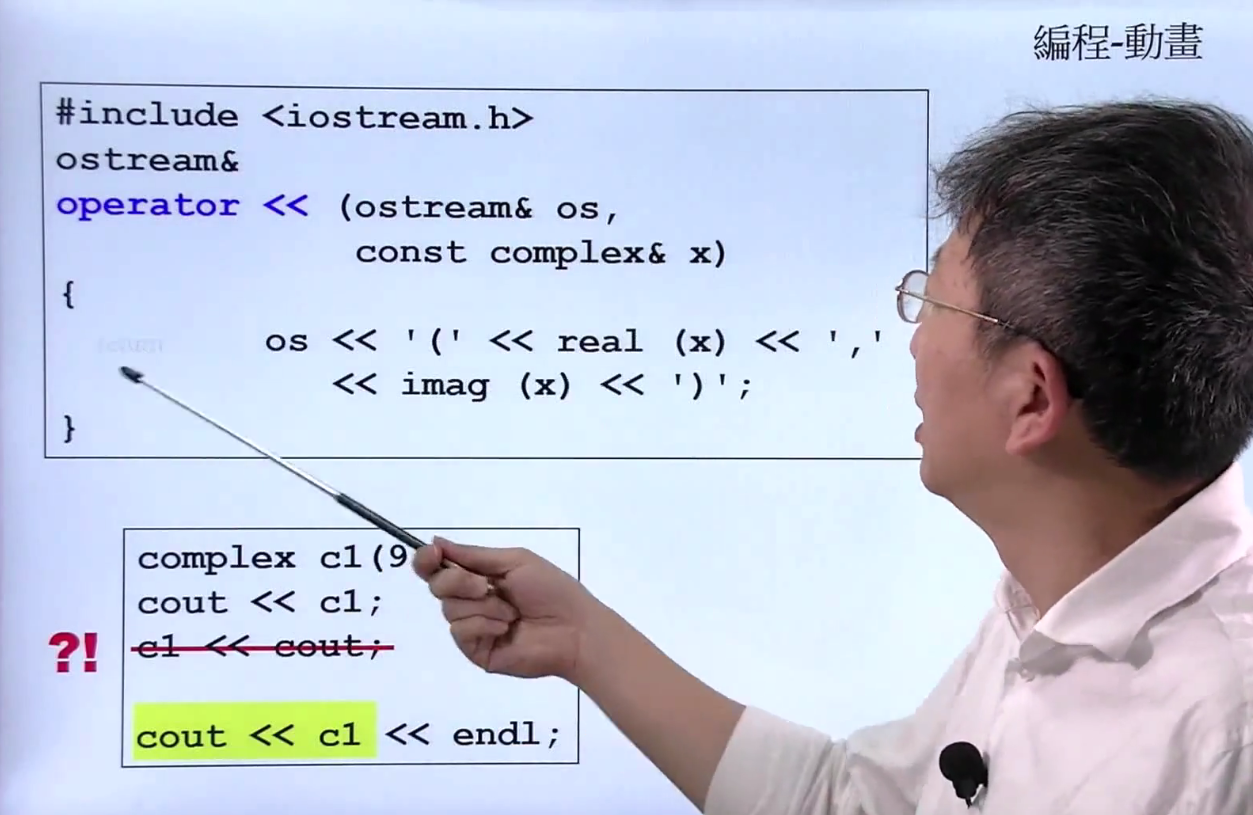 編程-動畫
#include <iostream.h>
ostream&
operator << (ostream& os,
const complex& x)
{
return
os << '(' << real (x) << ','
<< imag (x) << ')';
}
complex c1(9
cout << c1;
?!
c1 << cout;
cout << c1 << endl;